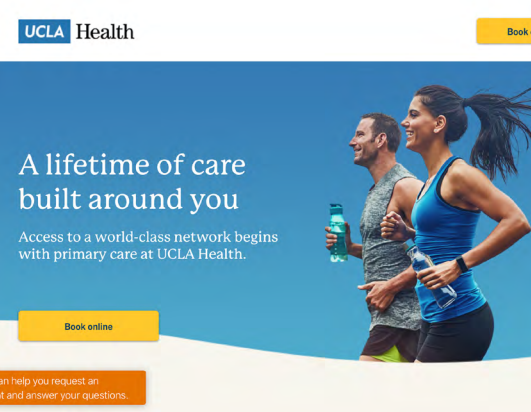 UCLA Health
Book
A lifetime of care
built around you
Access to a world-class network begins
with primary care at UCLA Health.
Book online
help you request an
and answer your questions.